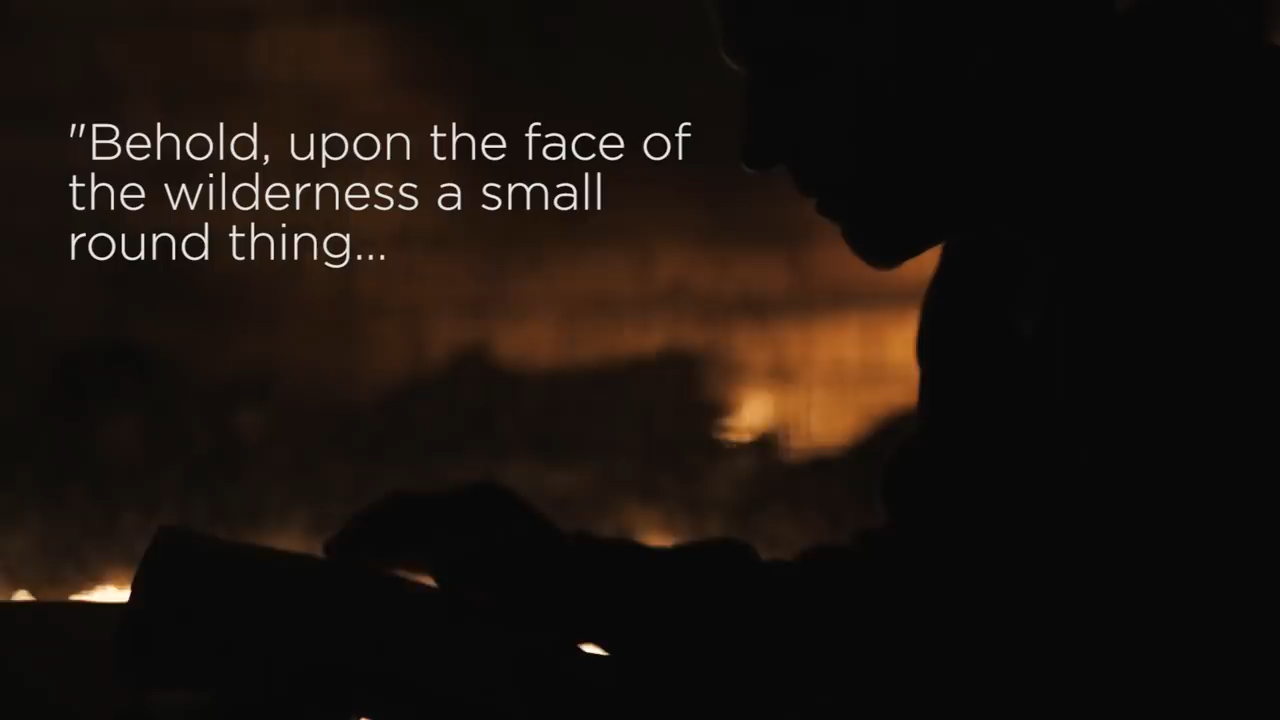 "Behold, upon the face of
the wilderness a small
round thing...